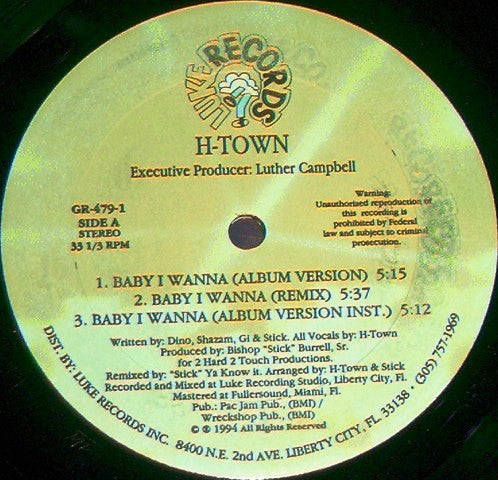 LUKE RECORDS
H-TOWN
Executive Producer: Luther Campbell
GR-479-1
SIDE A
STEREO
33 1/3 RPM
Warning:
Unauthorized reproduction of
this recording is
prohibited by Federal
law and subject to criminal
prosecution.
1. BABY I WANNA (ALBUM VERSION) 5:15
2. BABY I WANNA (REMIX) 5:37
3. BABY I WANNA (ALBUM VERSION INST.) 5:12
Written by: Dino, Shazam, Gi & Stick. All Vocals by: H-Town
Produced by: Bishop "Stick" Burrell, Sr.
for 2 Hard 2 Touch Productions.
Remixed by: "Stick" Ya Know it. Arranged by: H-Town & Stick
Recorded and Mixed at Luke Recording Studio, Liberty City, Fl.
Mastered at Fullersound, Miami, Fl.
Pub.: Pac Jam Pub., (BMI) /
Wreckshop Pub., (BMI)
© ℗ 1994 All Rights Reserved
DIST. BY: LUKE RECORDS INC. 8400 N.E. 2nd AVE. LIBERTY CITY, FL 33138 • (305) 757-1969